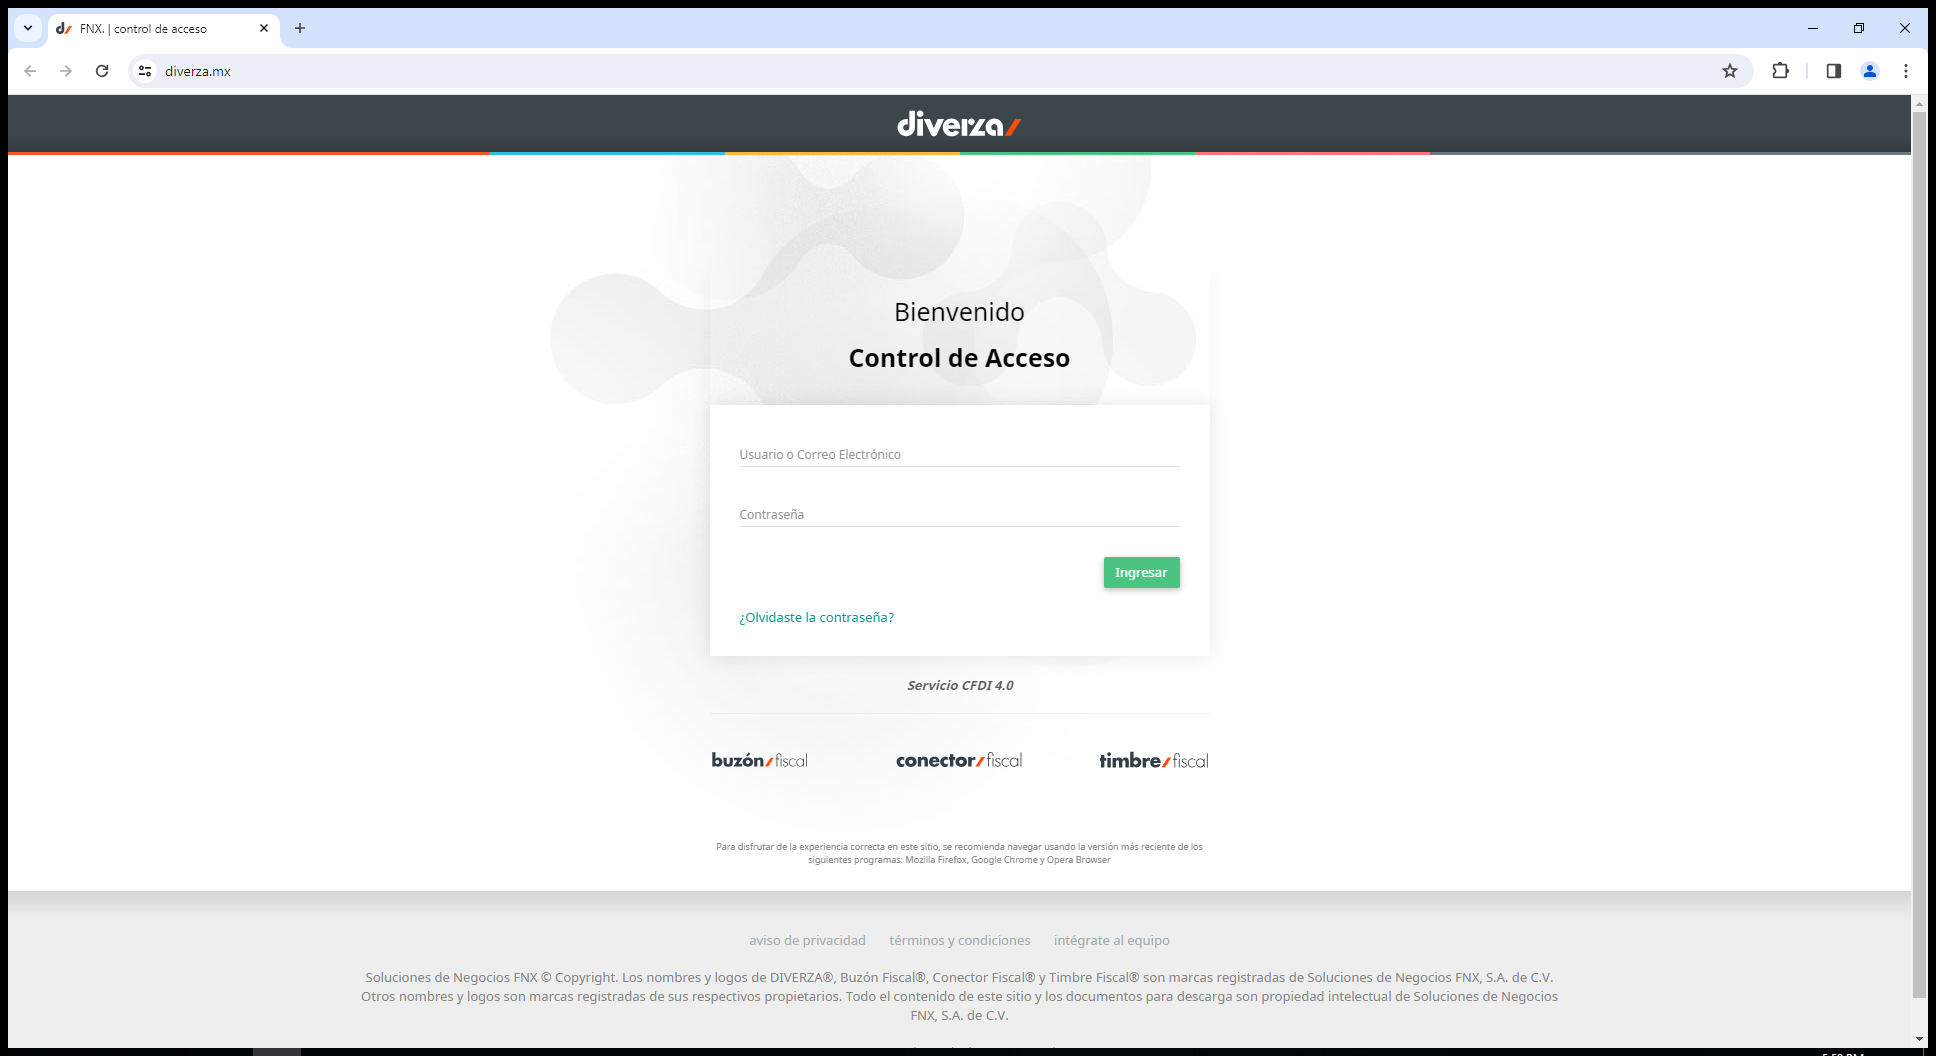 FNX. | control de acceso
diverza.mx
diverza/
Bienvenido
Control de Acceso
Usuario o Correo Electrónico
Contraseña
Ingresar
¿Olvidaste la contraseña?
Servicio CFDI 4.0
buzón/fiscal conector/fiscal timbre/fiscal
Para disfrutar de la experiencia correcta en este sitio, se recomienda navegar usando la versión más reciente de los
siguientes programas: Mozilla Firefox, Google Chrome y Opera Browser
aviso de privacidad términos y condiciones intégrate al equipo
Soluciones de Negocios FNX © Copyright. Los nombres y logos de DIVERZA®, Buzón Fiscal®, Conector Fiscal® y Timbre Fiscal® son marcas registradas de Soluciones de Negocios FNX, S.A. de C.V.
Otros nombres y logos son marcas registradas de sus respectivos propietarios. Todo el contenido de este sitio y los documentos para descarga son propiedad intelectual de Soluciones de Negocios
FNX, S.A. de C.V.